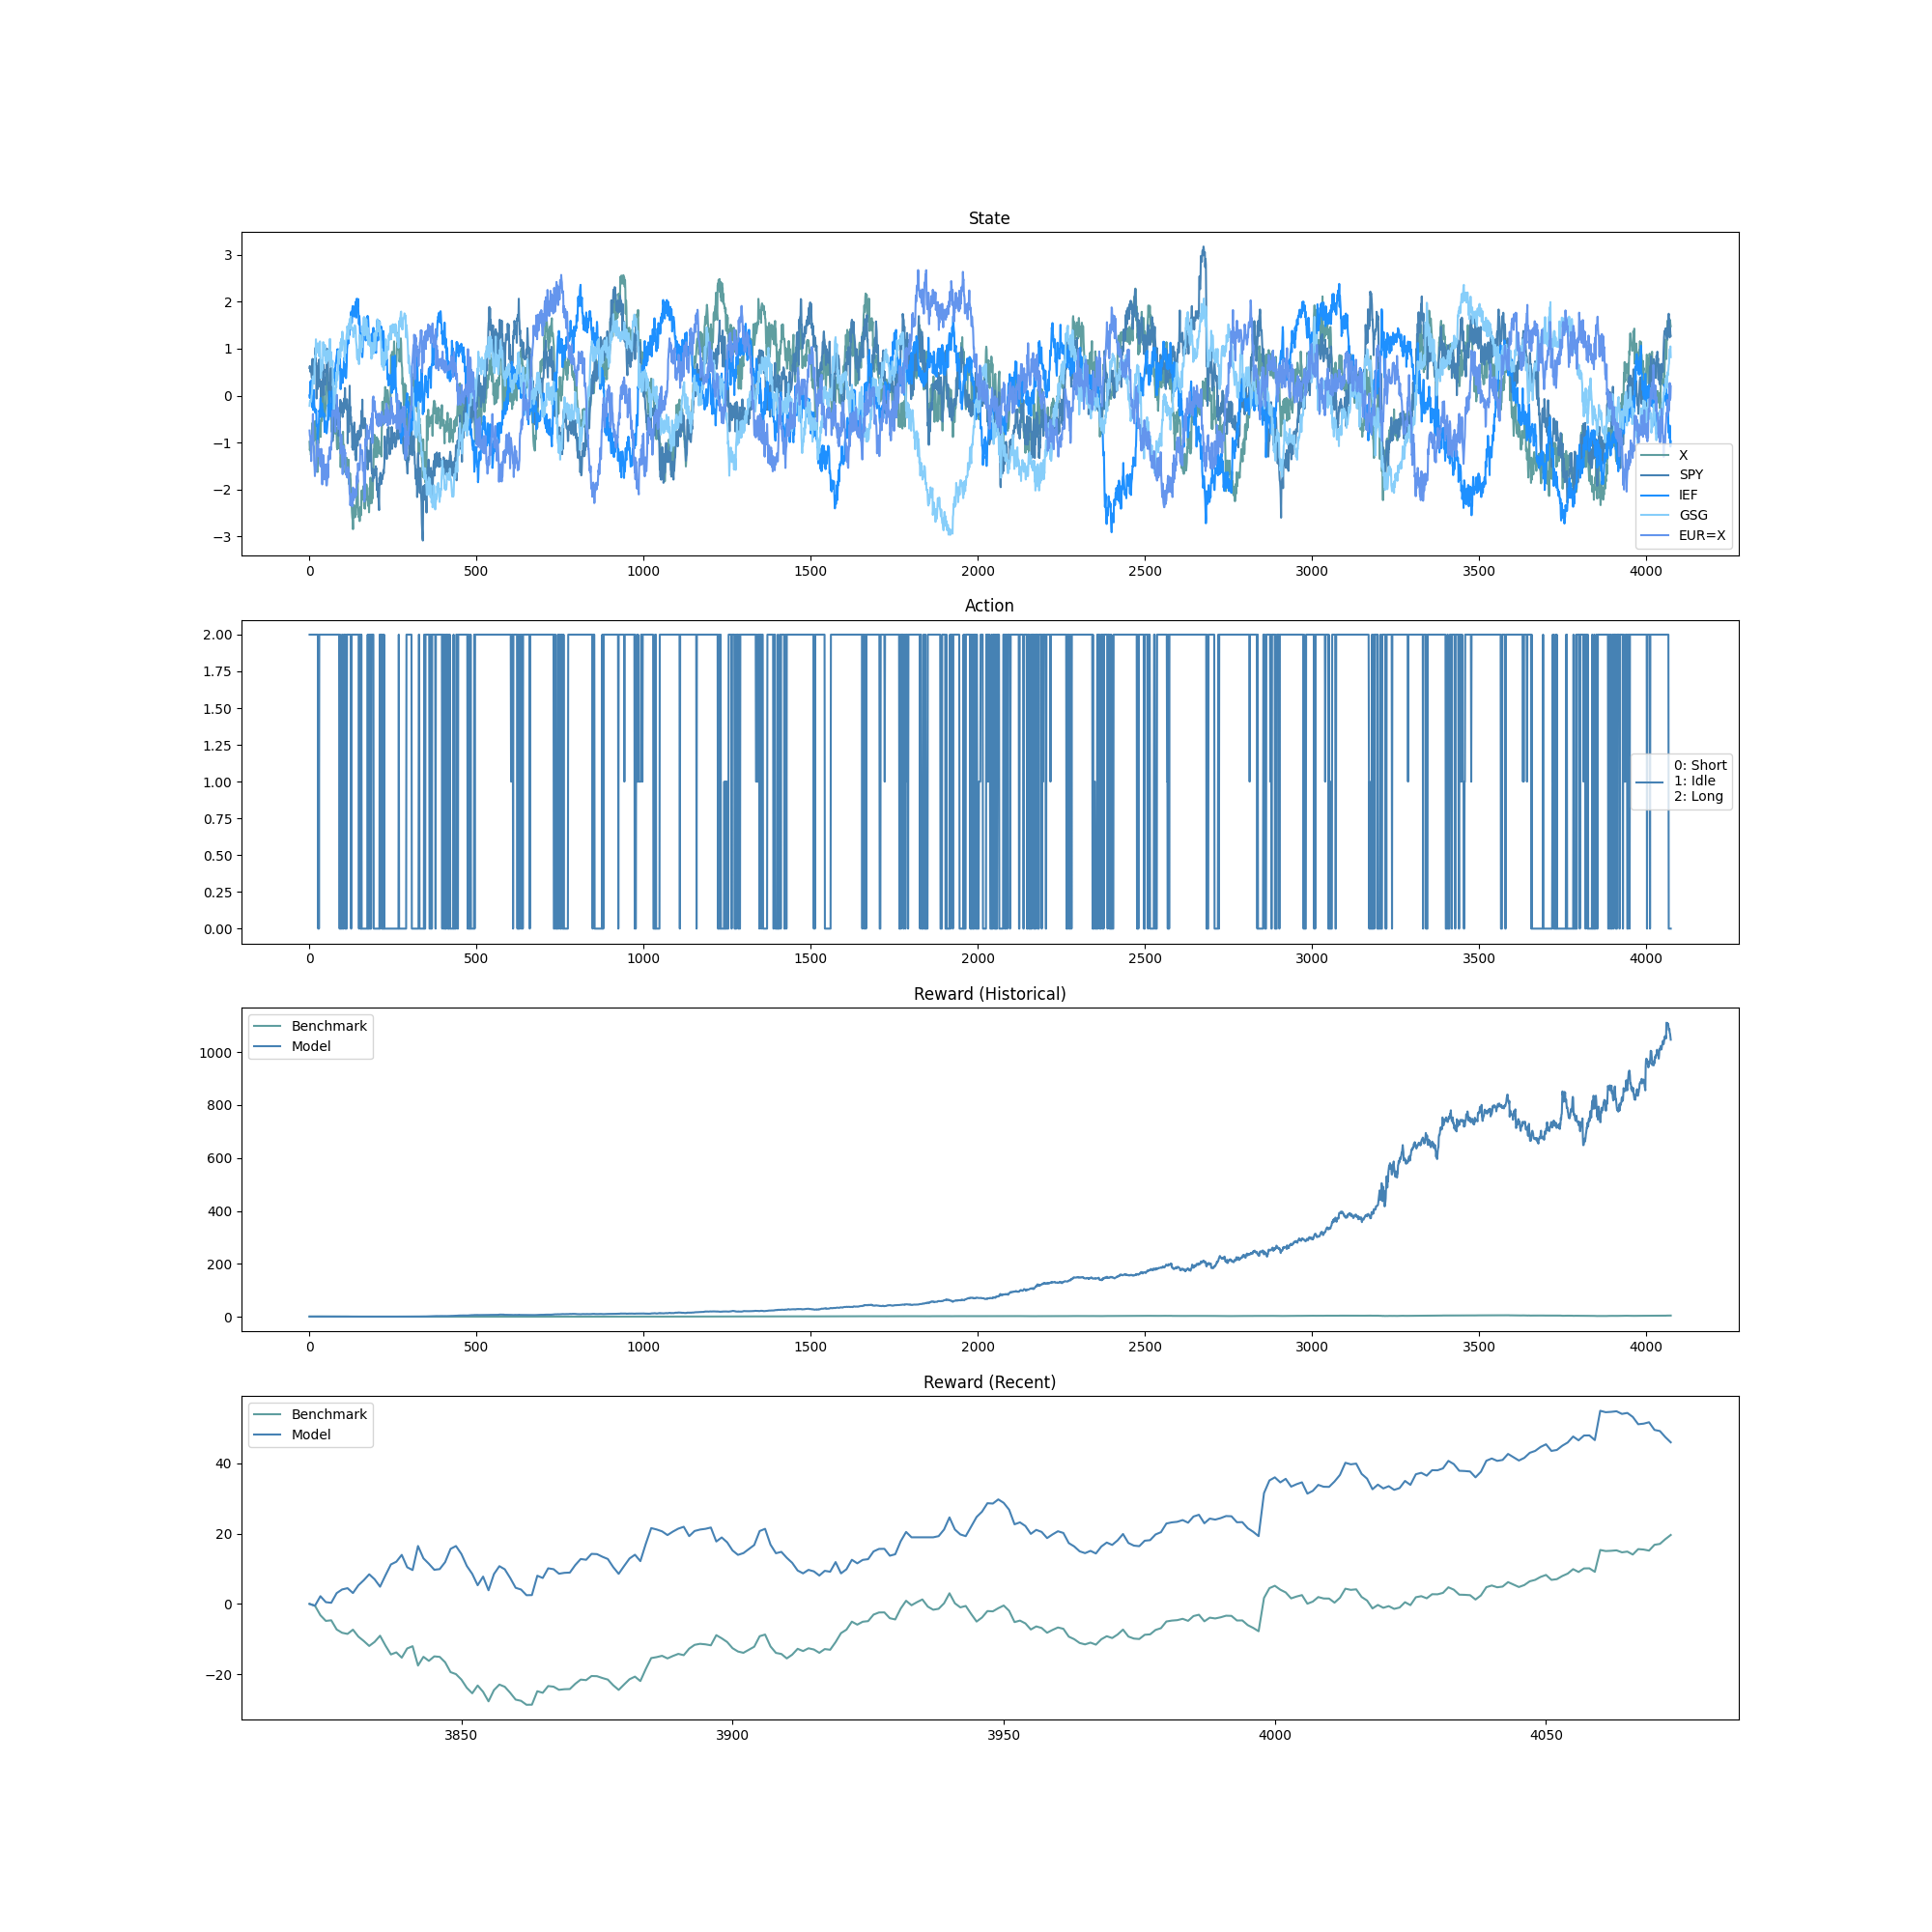 State
3
2
1
0
−1
−2
−3
X
SPY
IEF
GSG
EUR=X
0 500 1000 1500 2000 2500 3000 3500 4000
Action
2.00
1.75
1.50
1.25
1.00
0.75
0.50
0.25
0.00
0: Short
1: Idle
2: Long
0 500 1000 1500 2000 2500 3000 3500 4000
Reward (Historical)
Benchmark
Model
1000
800
600
400
200
0
0 500 1000 1500 2000 2500 3000 3500 4000
Reward (Recent)
Benchmark
Model
40
20
0
−20
3850 3900 3950 4000 4050